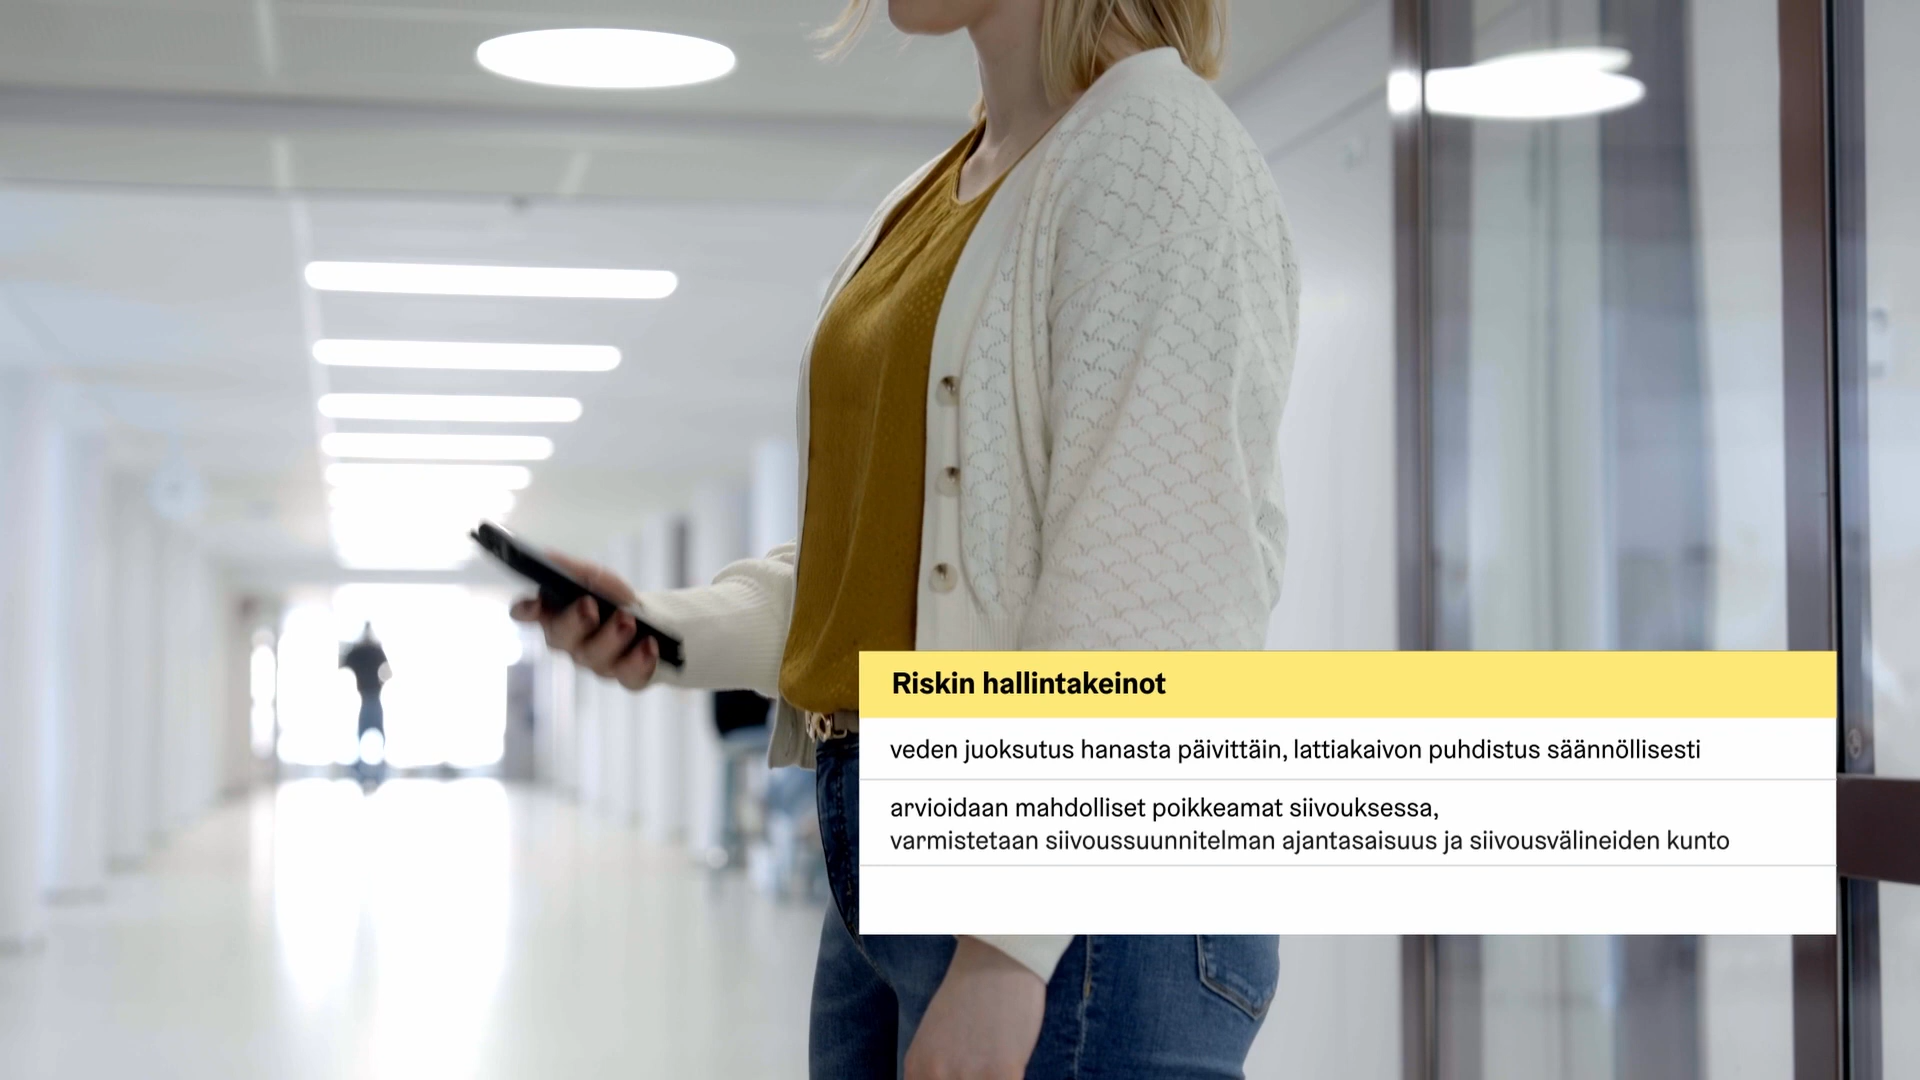 Riskin hallintakeinot
veden juoksutus hanasta päivittäin, lattiakaivon puhdistus säännöllisesti
arvioidaan mahdolliset poikkeamat siivouksessa,
varmistetaan siivoussuunnitelman ajantasaisuus ja siivousvälineiden kunto